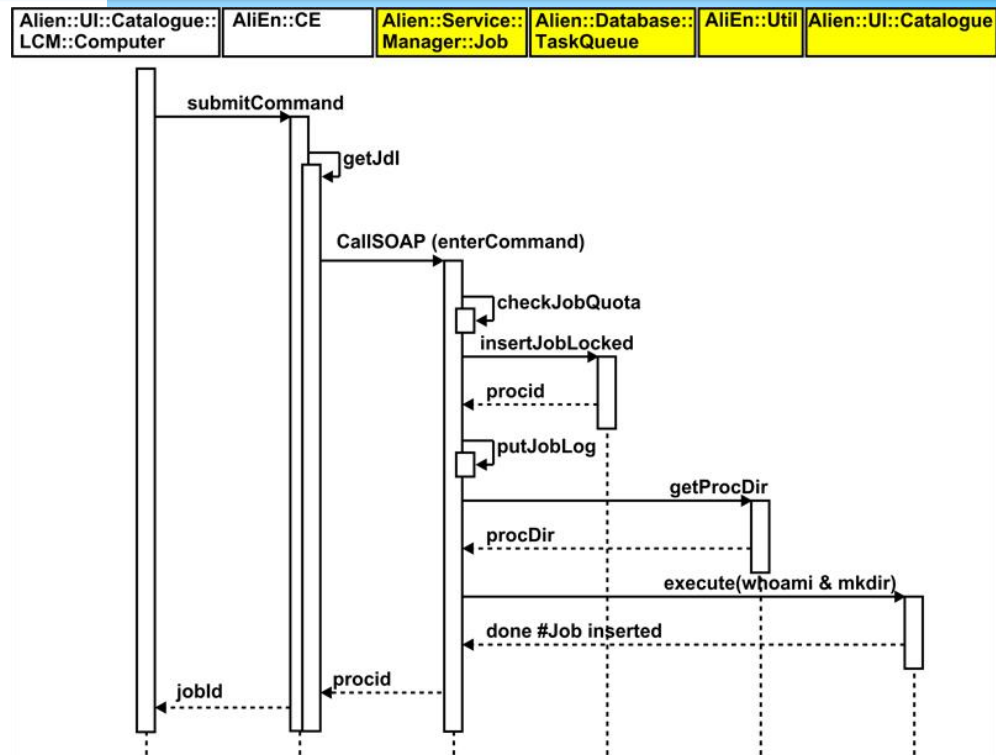 Alien::UI::Catalogue::
LCM::Computer
AliEn::CE
Alien::Service::
Manager::Job
Alien::Database::
TaskQueue
AliEn::Util
Alien::UI::Catalogue
submitCommand
getJdl
CallSOAP (enterCommand)
checkJobQuota
insertJobLocked
procid
putJobLog
getProcDir
procDir
execute(whoami & mkdir)
done #Job inserted
procid
jobId